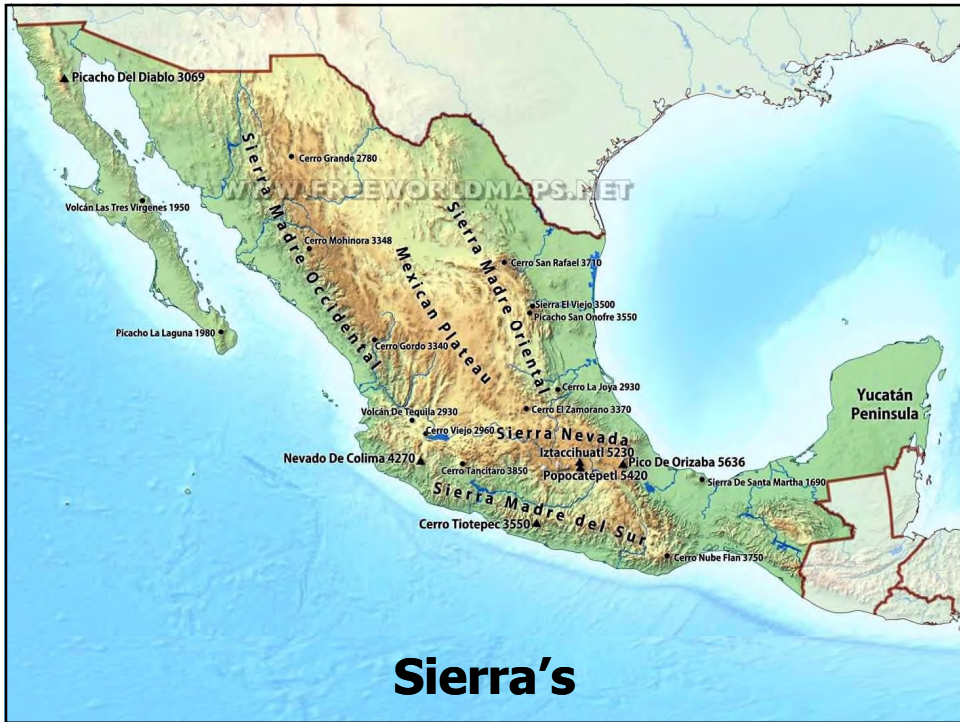 Picacho Del Diablo 3069
Cerro Grande 2780
WWW.FREEWORLDMAPS.NET
Volcán Las Tres Virgenes 1950
Sierra Madre Occidental
Sierra Madre Oriental
Cerro Mohinora 3348
Mexican Plateau
Cerro San Rafael 3710
Sierra El Viejo 3500
Picacho San Onofre 3550
Picacho La Laguna 1980
Cerro Gordo 3340
Cerro La Joya 2930
Yucatán
Peninsula
Volcán De Tequila 2930
Cerro El Zamorano 3370
Cerro Viejo 2960
Sierra Nevada
Iztaccihuatl 5230
Nevado De Colima 4270
Cerro Tancitaro 3850
Pico De Orizaba 5636
Popocatépetl 5420
Sierra De Santa Martha 1690
Sierra Madre del Sur
Cerro Tiotepec 3550
Cerro Nube Flan 3750
Sierra’s